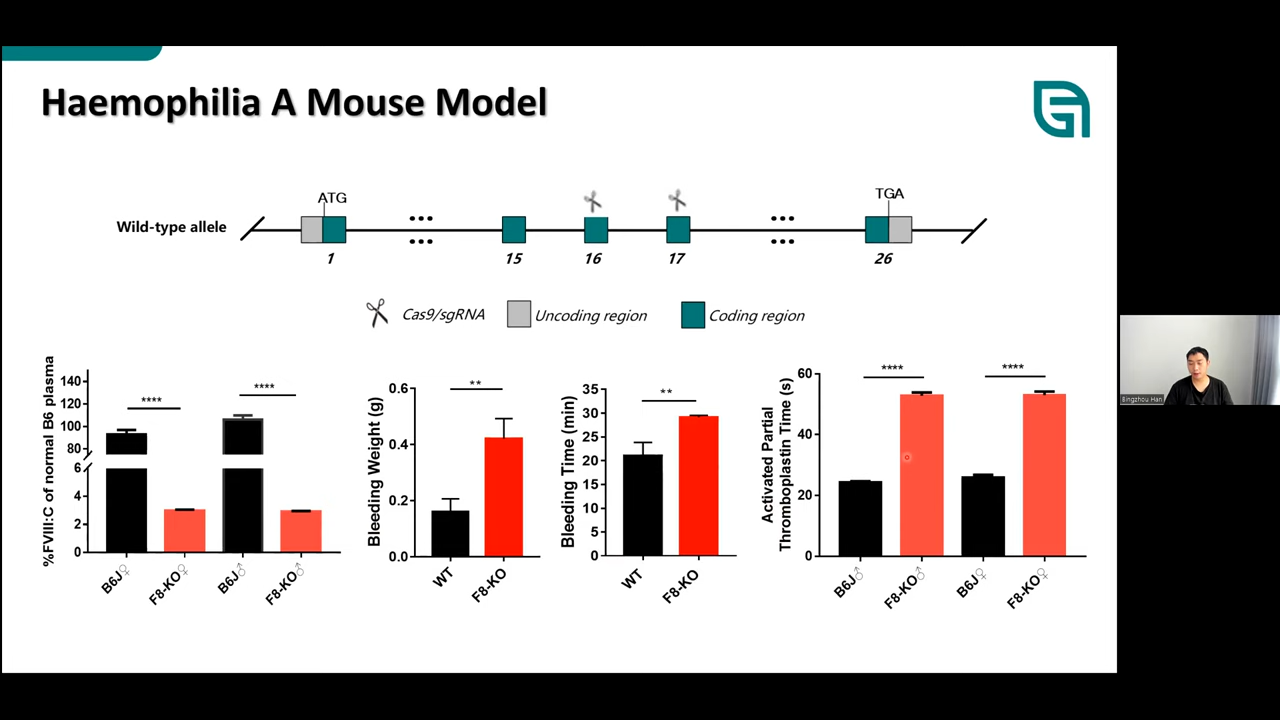 Haemophilia A Mouse Model
ATG
TGA
Wild-type allele
1
15
16
17
26
Cas9/sgRNA
Uncoding region
Coding region
%FVIII:C of normal B6 plasma
140
120
100
80
6
4
2
0
****
****
B6J♀
F8-KO♀
B6J♂
F8-KO♂
Bleeding Weight (g)
0.6
0.4
0.2
0.0
**
WT
F8-KO
Bleeding Time (min)
35
30
25
20
15
10
5
0
**
WT
F8-KO
Activated Partial
Thromboplastin Time (s)
60
40
20
0
****
****
B6J♂
F8-KO♂
B6J♀
F8-KO♀
Bingzhou Han